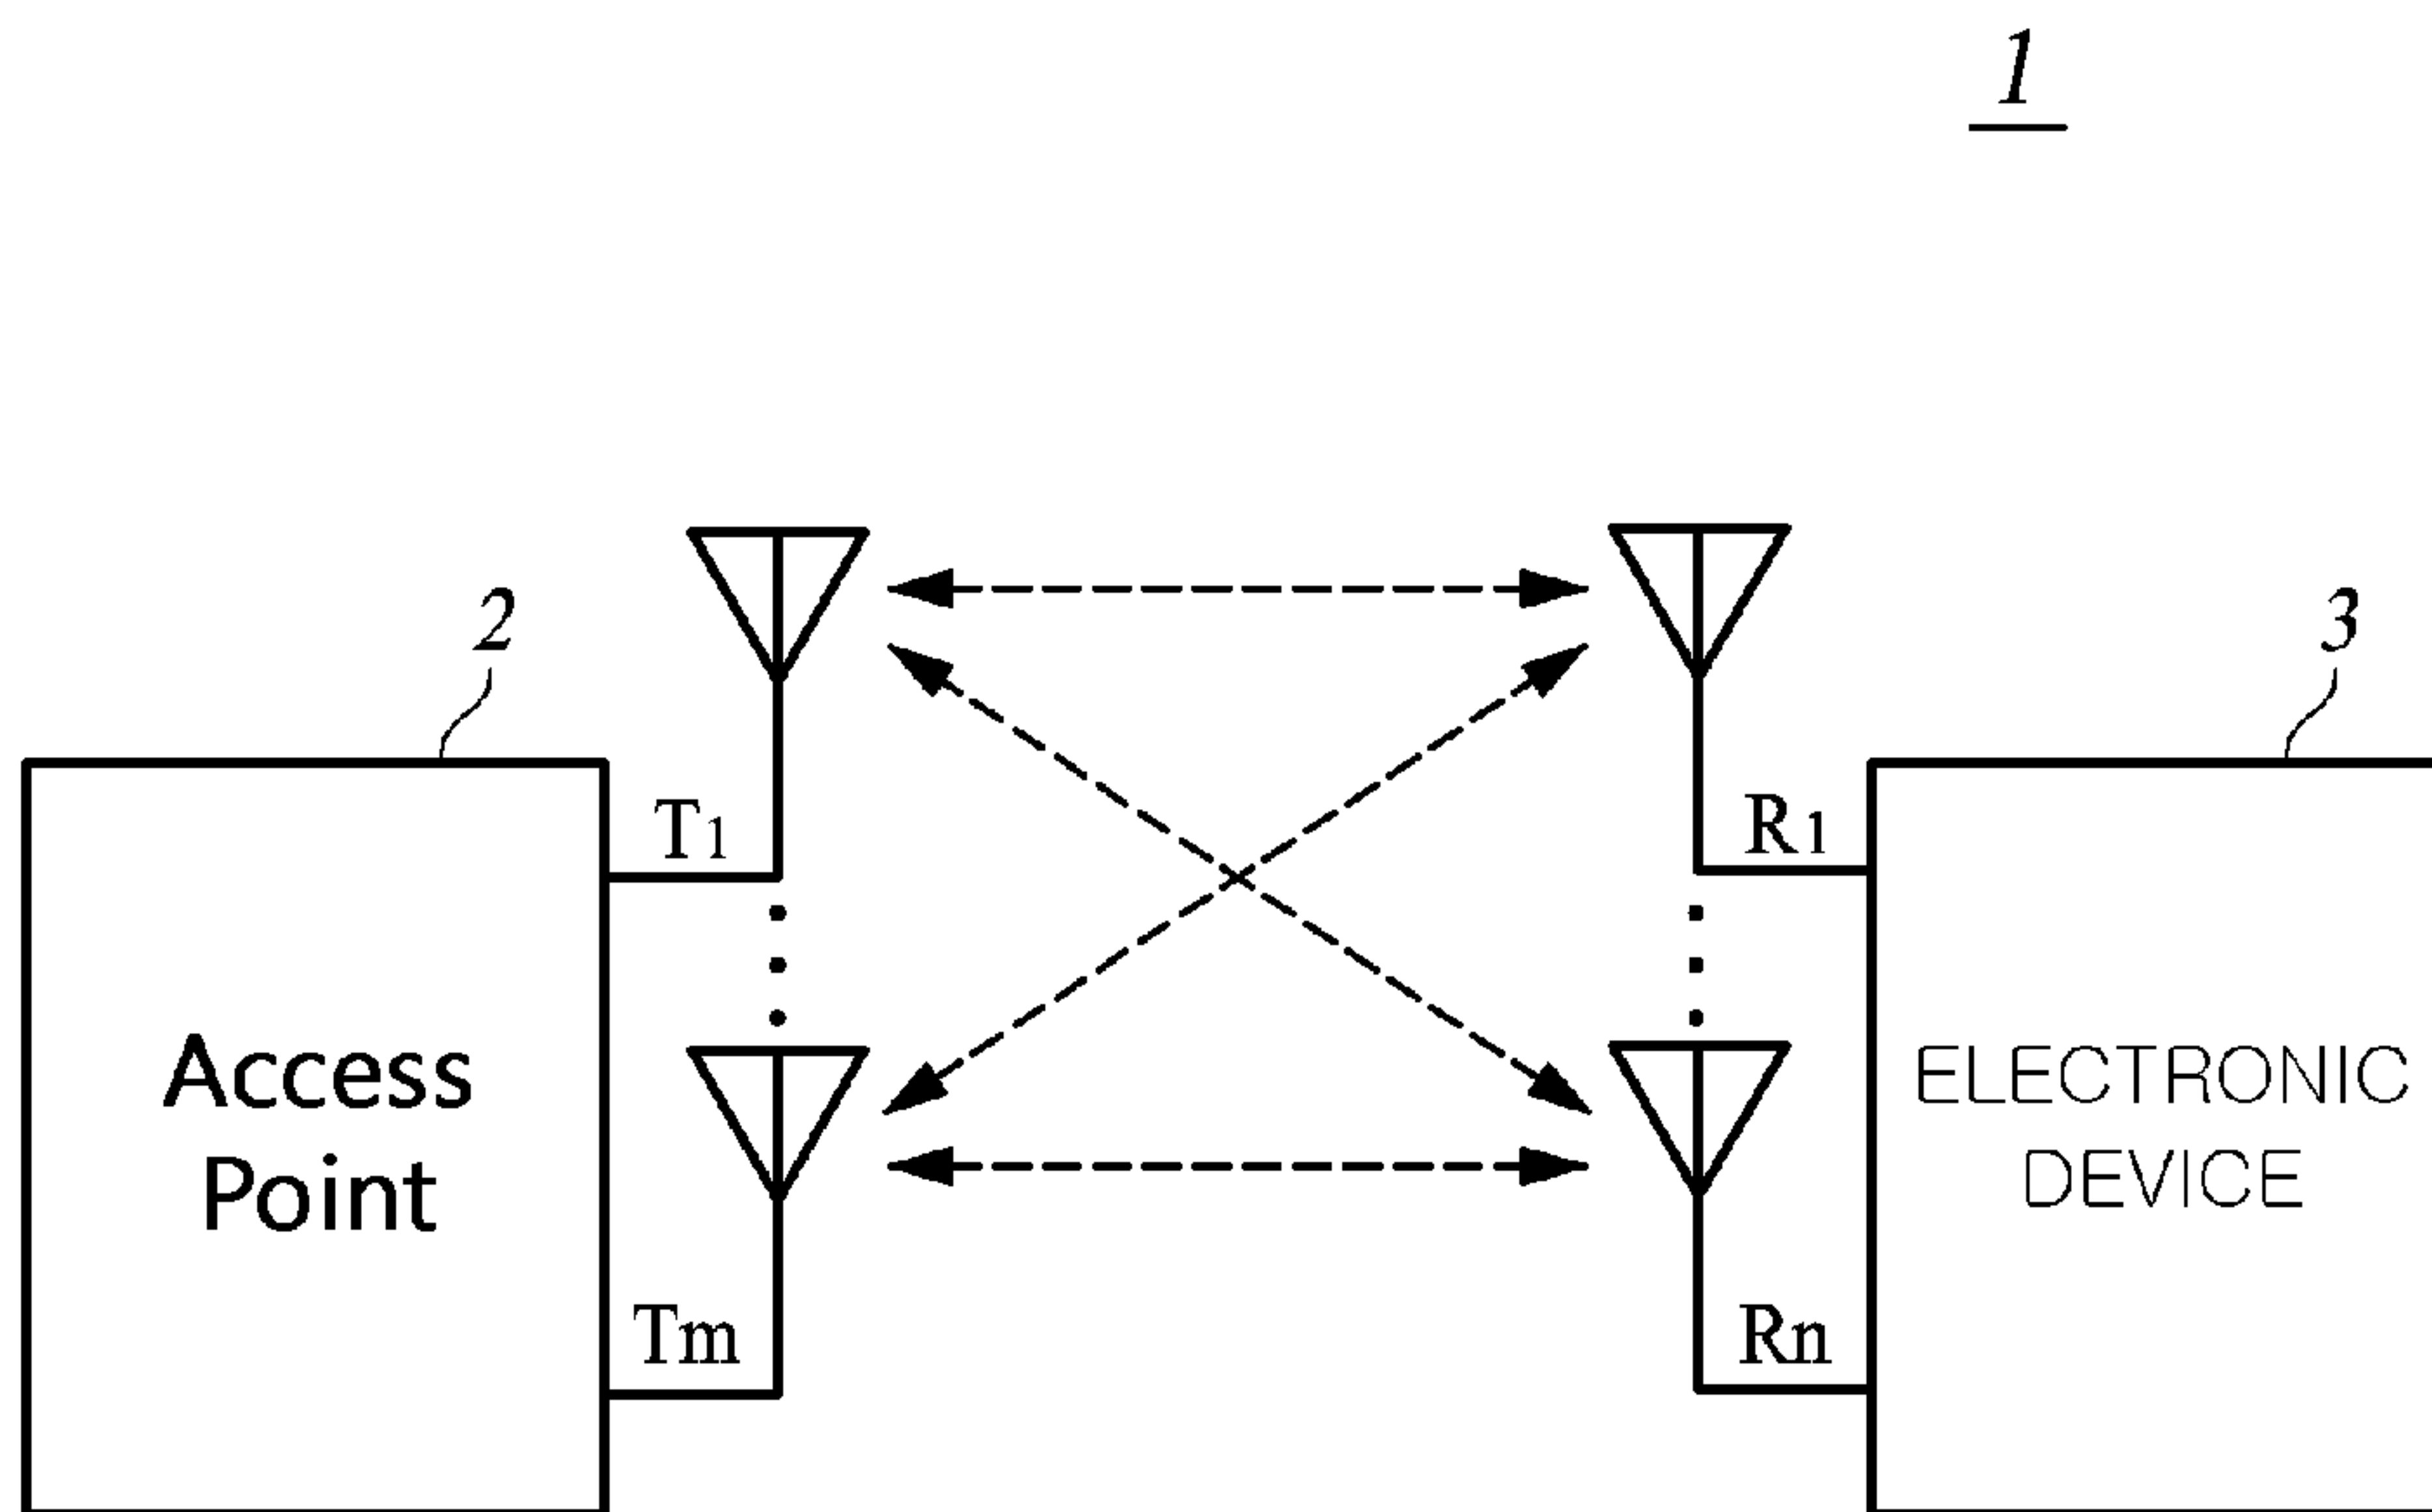 1
2
3
T1
R1
Access
Point
ELECTRONIC
DEVICE
Tm
Rn